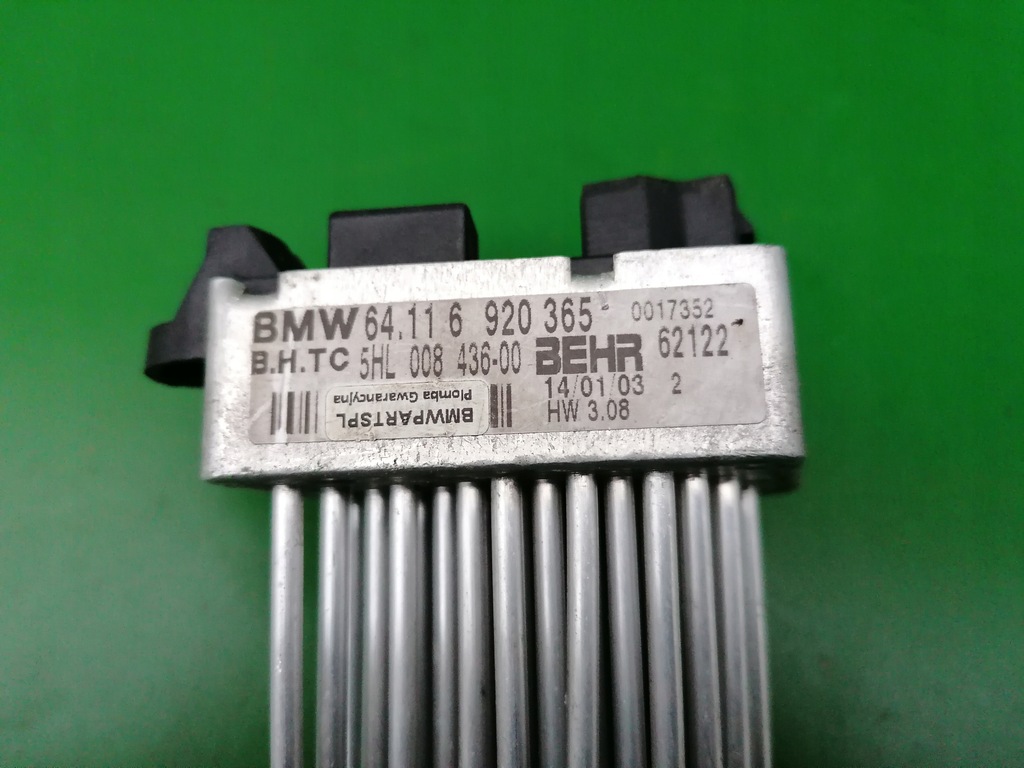 BMW 64.11 6 920 365 0017352
B.H.TC 5HL 008 436-00 BEHR 62122
14/01/03 2
HW 3.08
BMWPARTSPL
Plomba Gwarancyjna